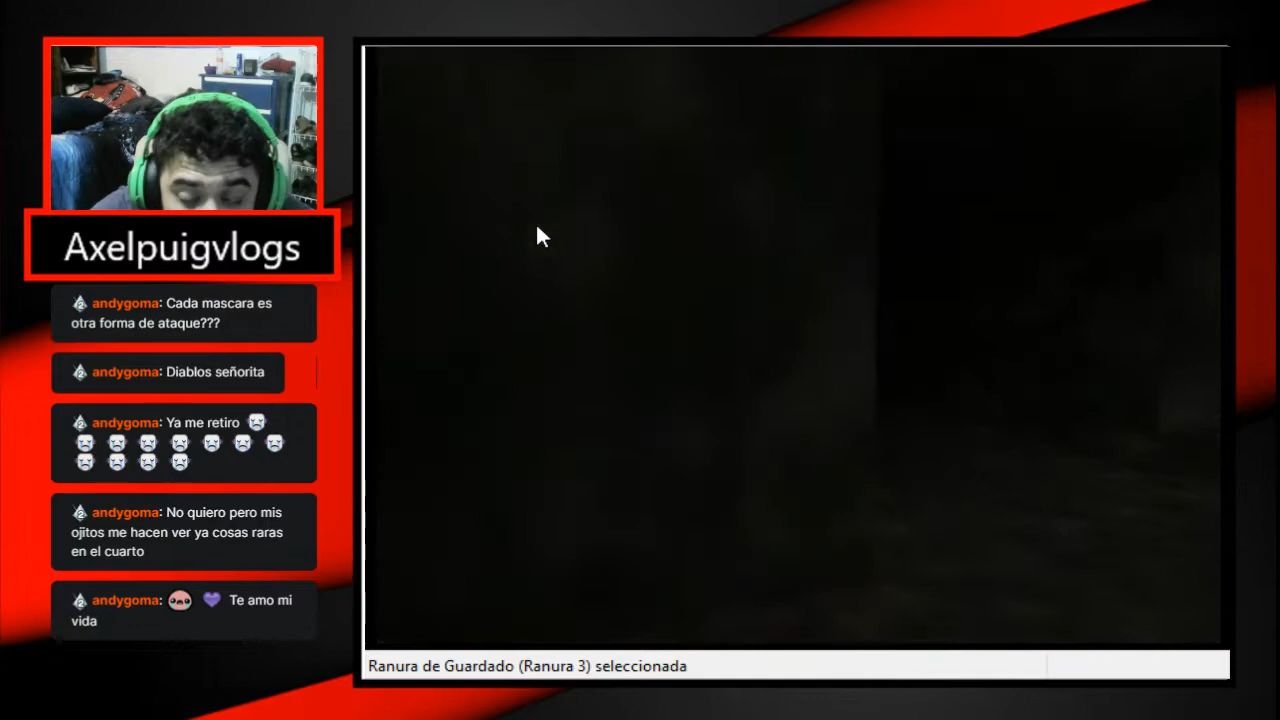 Axelpuigvlogs
andygoma: Cada mascara es
otra forma de ataque???
andygoma: Diablos señorita
andygoma: Ya me retiro
andygoma: No quiero pero mis
ojitos me hacen ver ya cosas raras
en el cuarto
andygoma: Te amo mi
vida
Ranura de Guardado (Ranura 3) seleccionada